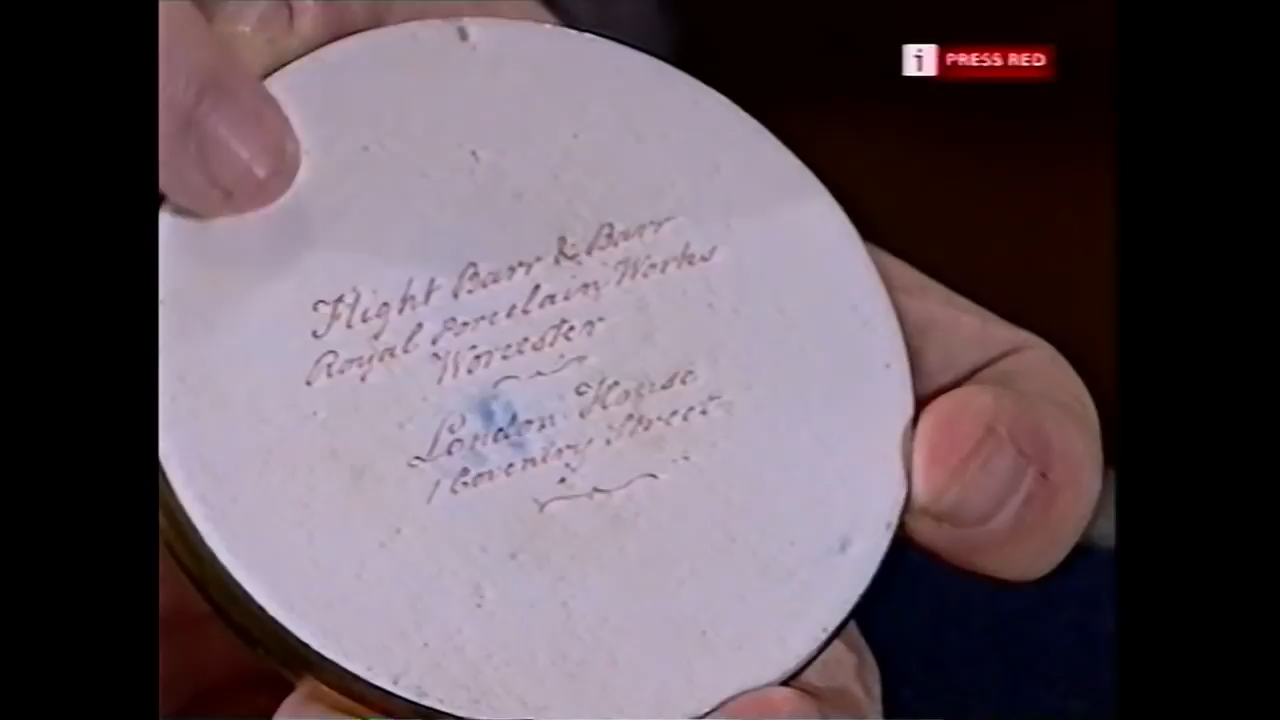 i PRESS RED
Flight Barr & Barr
Royal Porcelain Works
Worcester
London House
1 Coventry Street